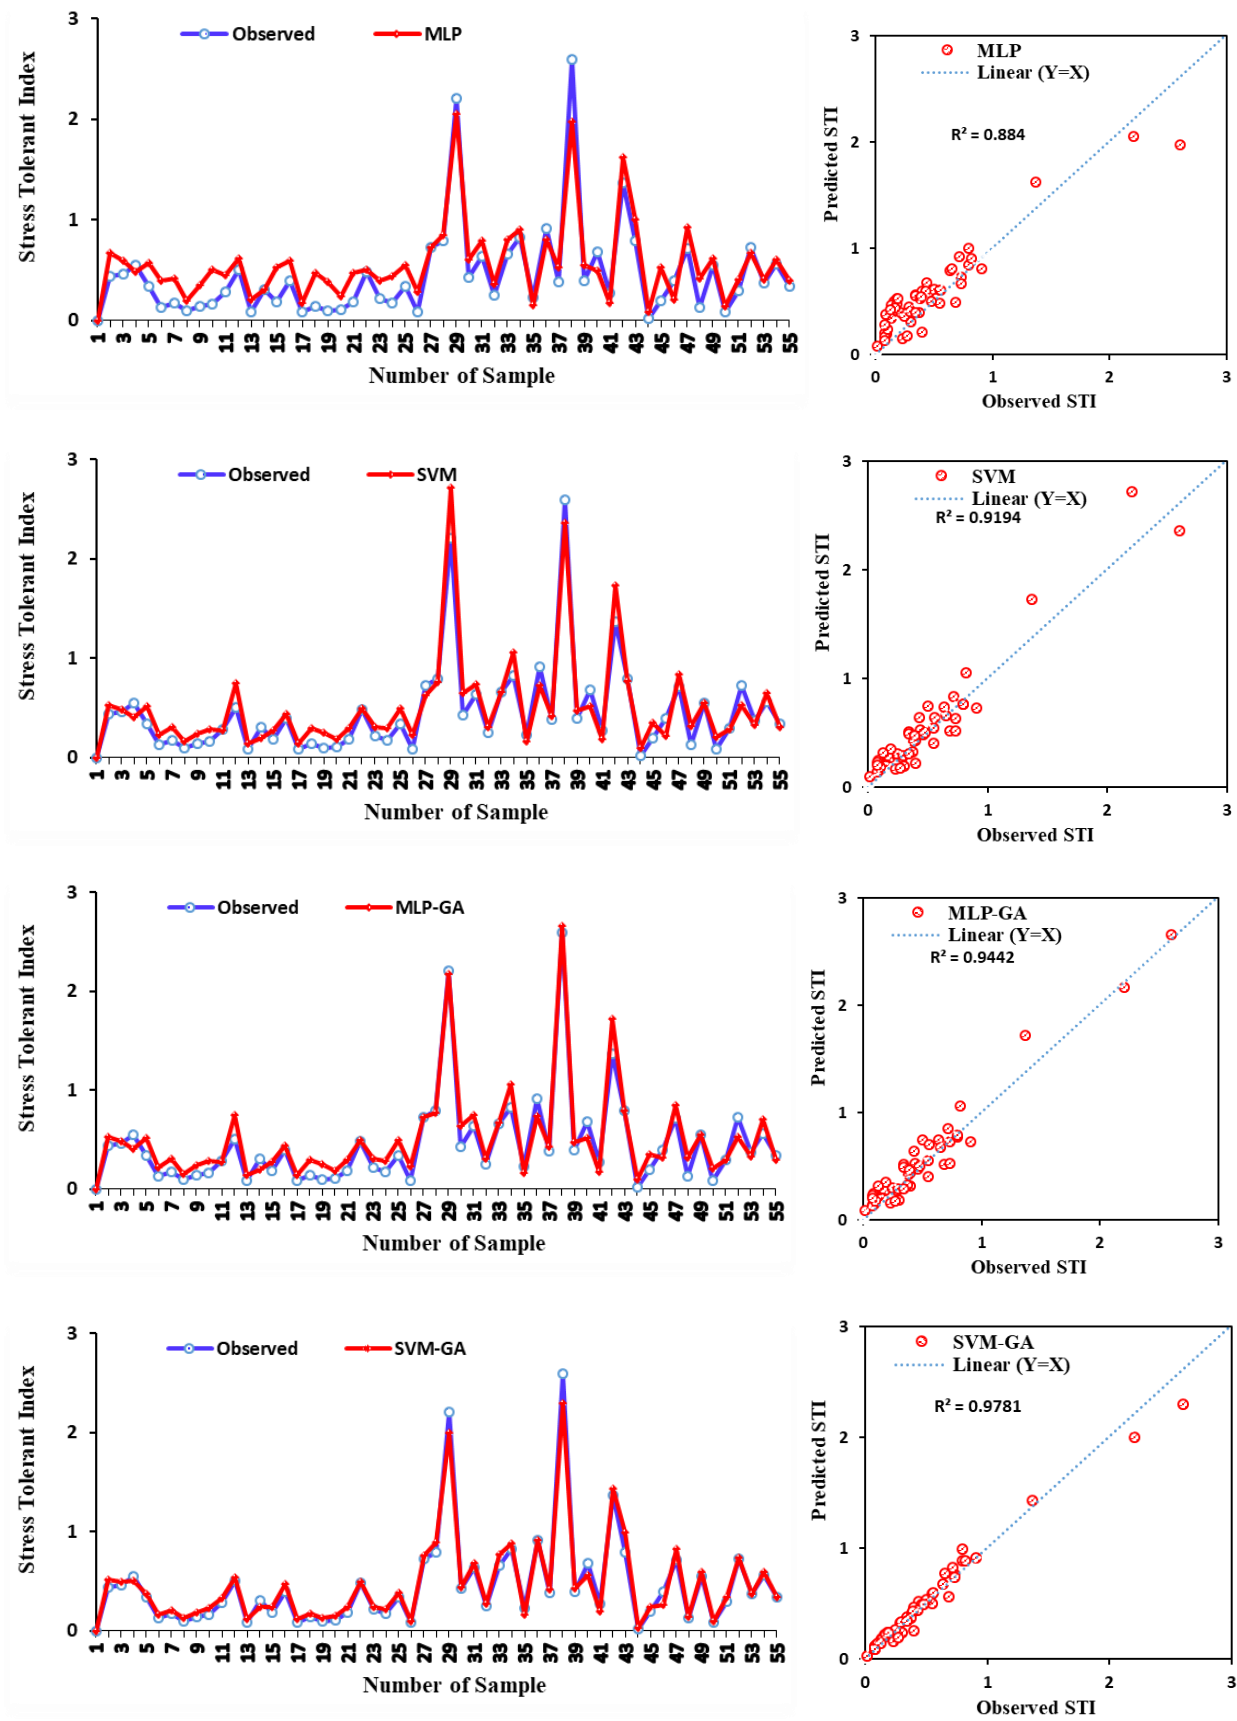 Observed MLP
Stress Tolerant Index
3
2
1
0
1 3 5 7 9 11 13 15 17 19 21 23 25 27 29 31 33 35 37 39 41 43 45 47 49 51 53 55
Number of Sample
MLP
Linear (Y=X)
R² = 0.884
Predicted STI
3
2
1
0
0 1 2 3
Observed STI
Observed SVM
Stress Tolerant Index
3
2
1
0
1 3 5 7 9 11 13 15 17 19 21 23 25 27 29 31 33 35 37 39 41 43 45 47 49 51 53 55
Number of Sample
SVM
Linear (Y=X)
R² = 0.9194
Predicted STI
3
2
1
0
0 1 2 3
Observed STI
Observed MLP-GA
Stress Tolerant Index
3
2
1
0
1 3 5 7 9 11 13 15 17 19 21 23 25 27 29 31 33 35 37 39 41 43 45 47 49 51 53 55
Number of Sample
MLP-GA
Linear (Y=X)
R² = 0.9442
Predicted STI
3
2
1
0
0 1 2 3
Observed STI
Observed SVM-GA
Stress Tolerant Index
3
2
1
0
1 3 5 7 9 11 13 15 17 19 21 23 25 27 29 31 33 35 37 39 41 43 45 47 49 51 53 55
Number of Sample
SVM-GA
Linear (Y=X)
R² = 0.9781
Predicted STI
3
2
1
0
0 1 2 3
Observed STI